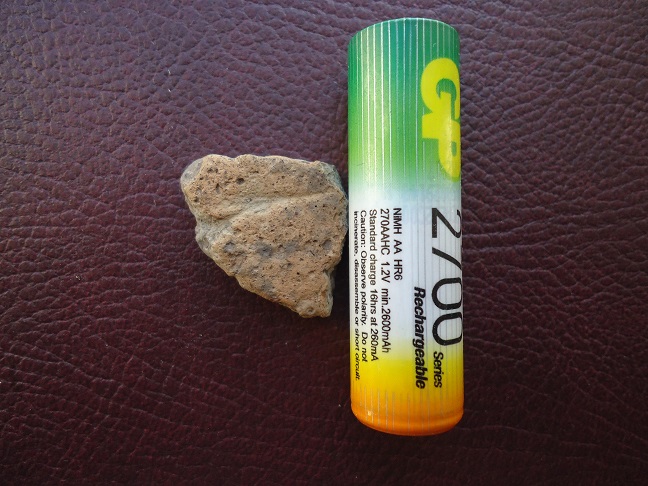 GP
2700
Series
Rechargeable
NiMH AA HR6
270AAHC 1.2V min.2600mAh
Standard charge 16hrs at 260mA
Caution: Observe polarity. Do not
incinerate, disassemble or short circuit.